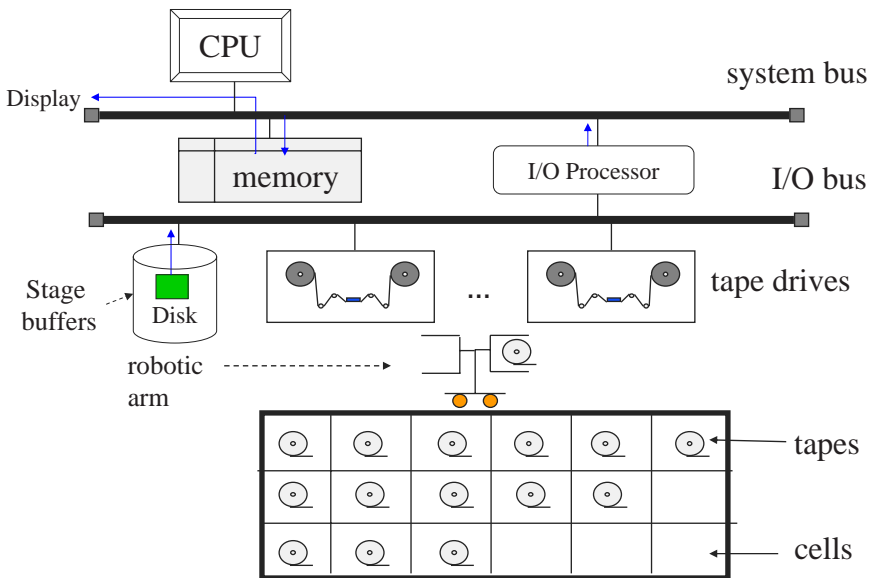 CPU
system bus
Display
memory
I/O Processor
I/O bus
Stage
buffers
Disk
...
tape drives
robotic
arm
tapes
cells